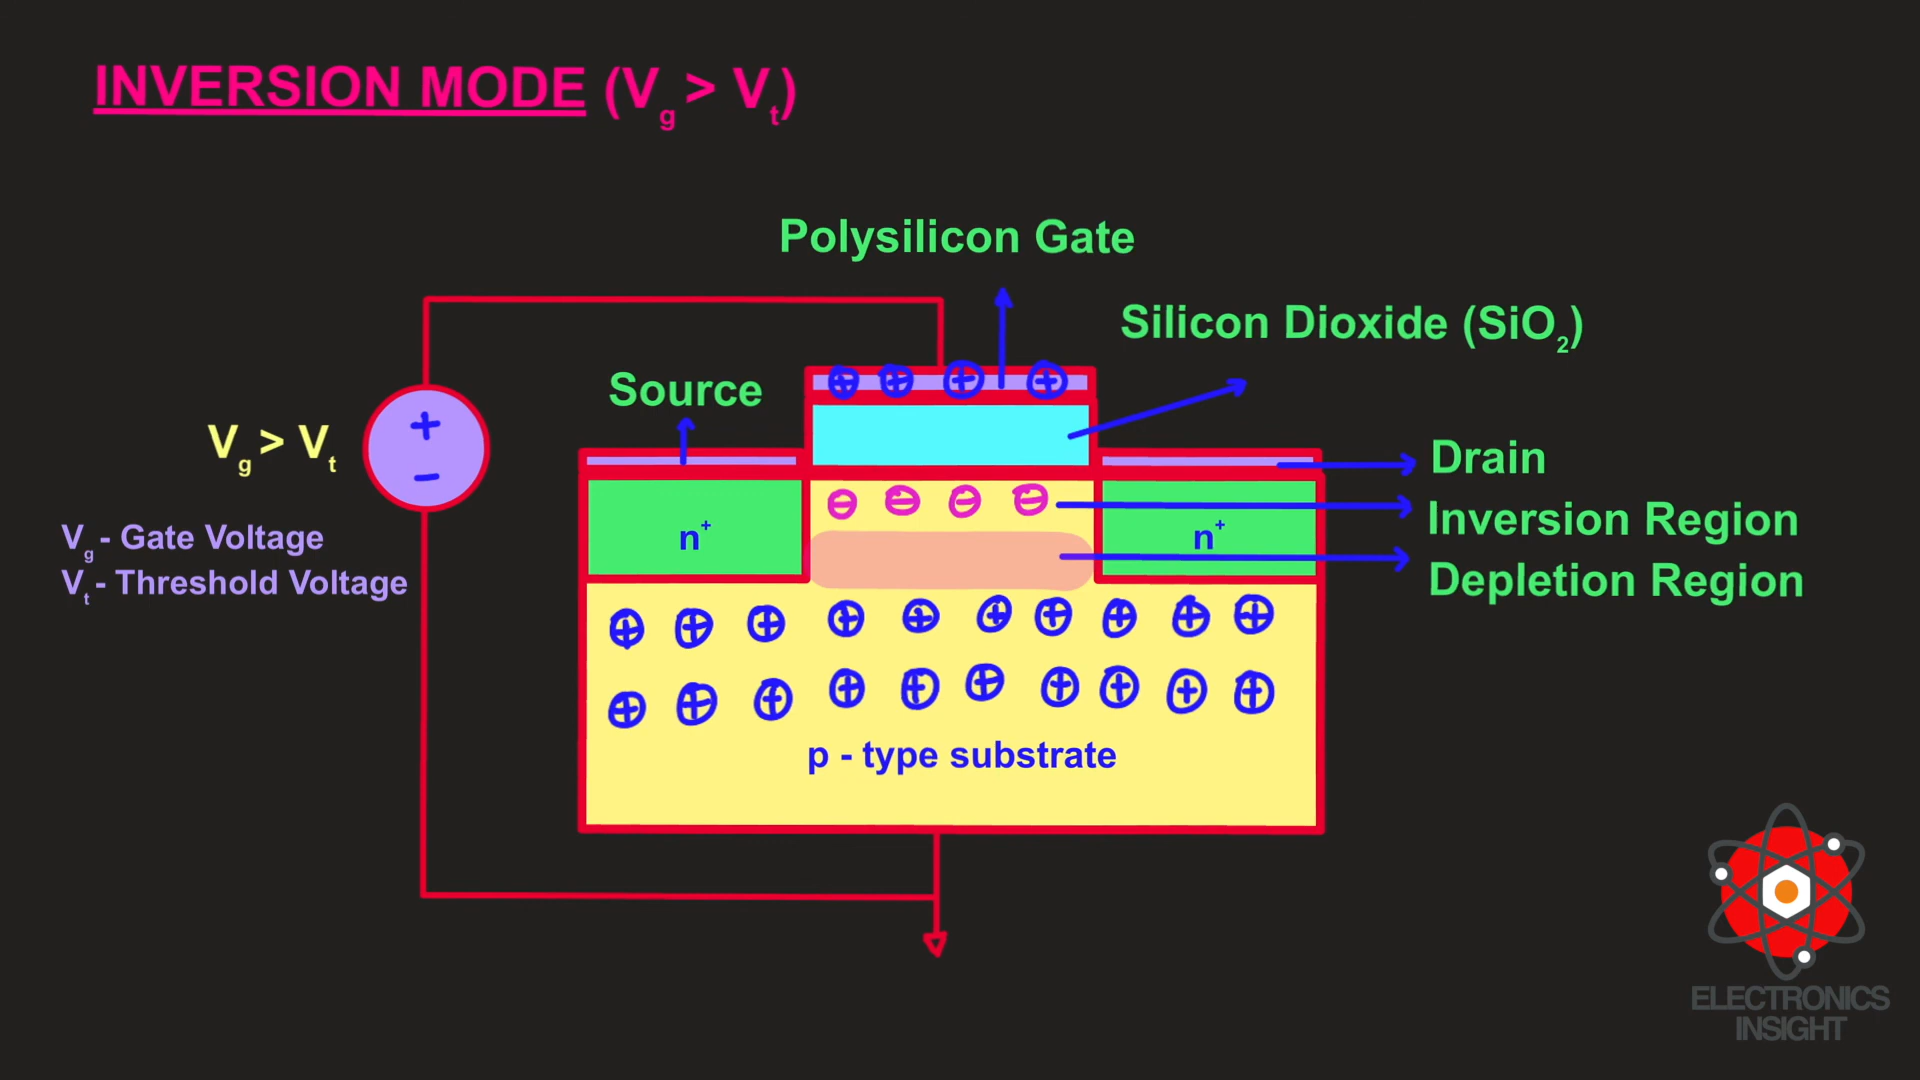 INVERSION MODE (Vg > Vt)
Polysilicon Gate
Silicon Dioxide (SiO2)
Source
Vg > Vt
+
-
Drain
Inversion Region
Depletion Region
Vg - Gate Voltage
Vt - Threshold Voltage
n+
n+
p - type substrate
ELECTRONICS
INSIGHT